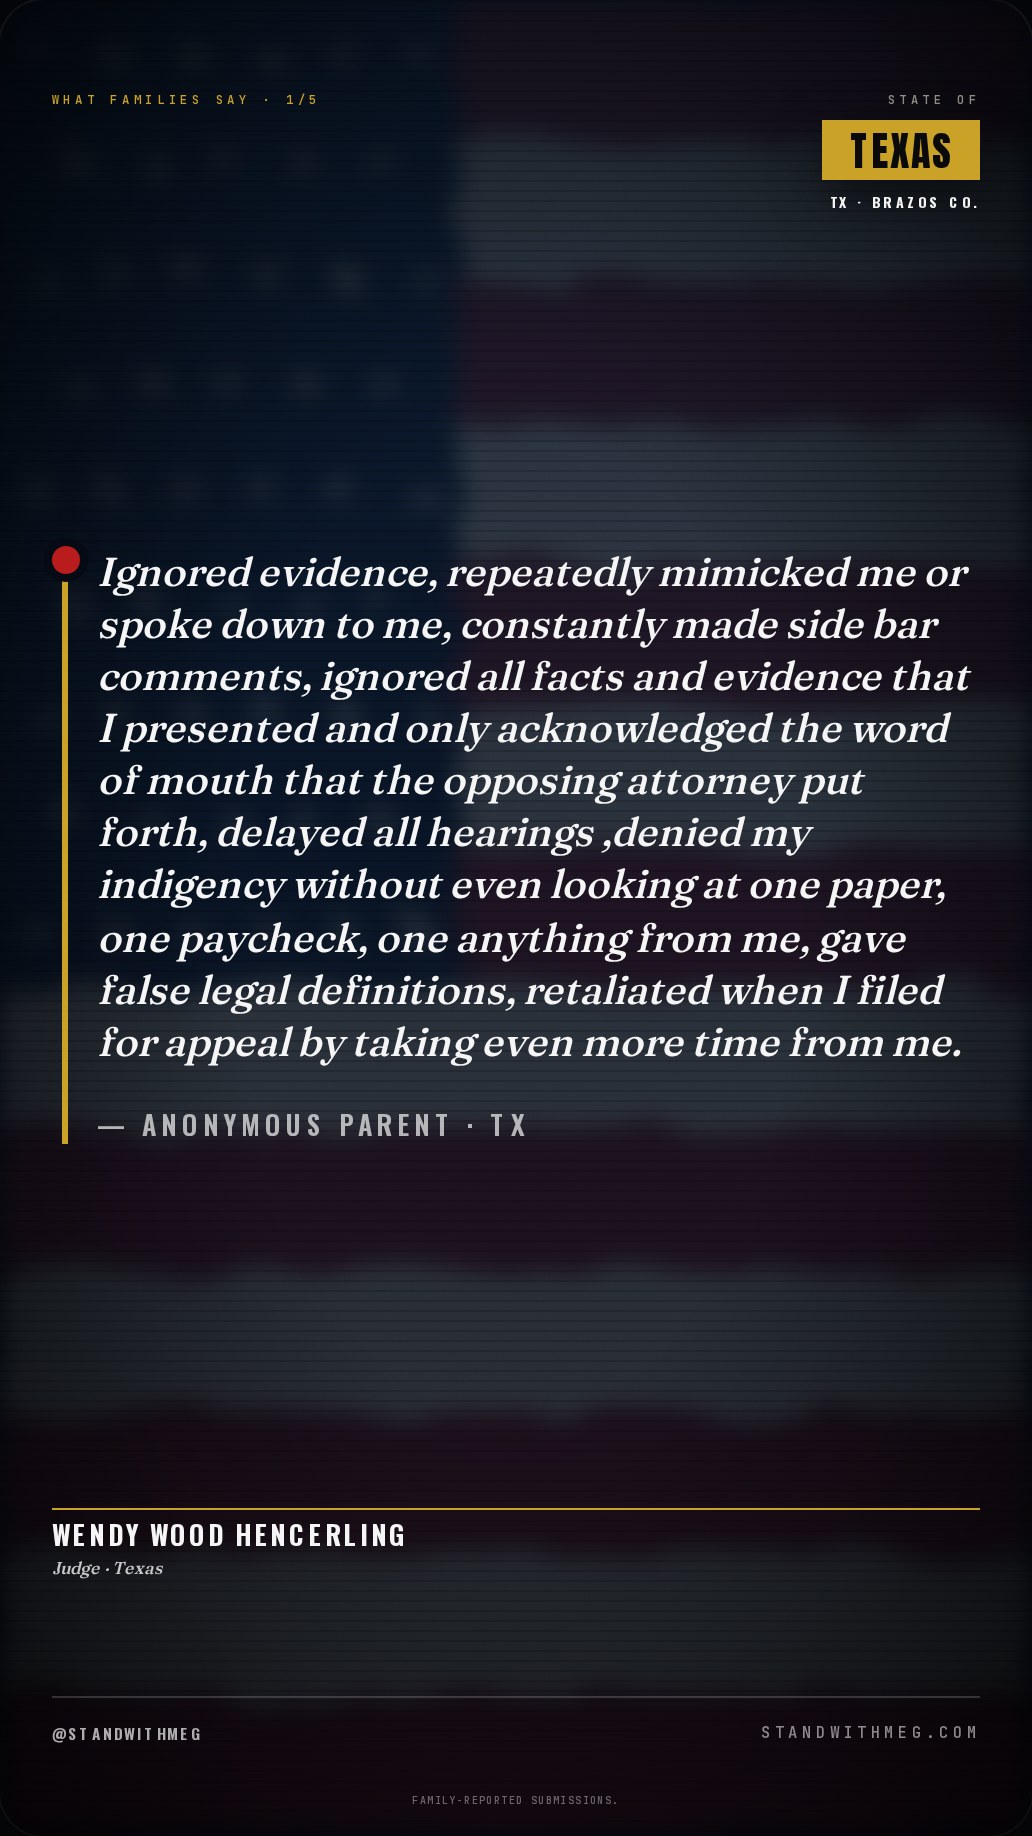 WHAT FAMILIES SAY · 1/5
STATE OF
TEXAS
TX · BRAZOS CO.
Ignored evidence, repeatedly mimicked me or
spoke down to me, constantly made side bar
comments, ignored all facts and evidence that
I presented and only acknowledged the word
of mouth that the opposing attorney put
forth, delayed all hearings ,denied my
indigency without even looking at one paper,
one paycheck, one anything from me, gave
false legal definitions, retaliated when I filed
for appeal by taking even more time from me.
— ANONYMOUS PARENT · TX
WENDY WOOD HENCERLING
Judge · Texas
@STANDWITHMEG
STANDWITHMEG.COM
FAMILY-REPORTED SUBMISSIONS.